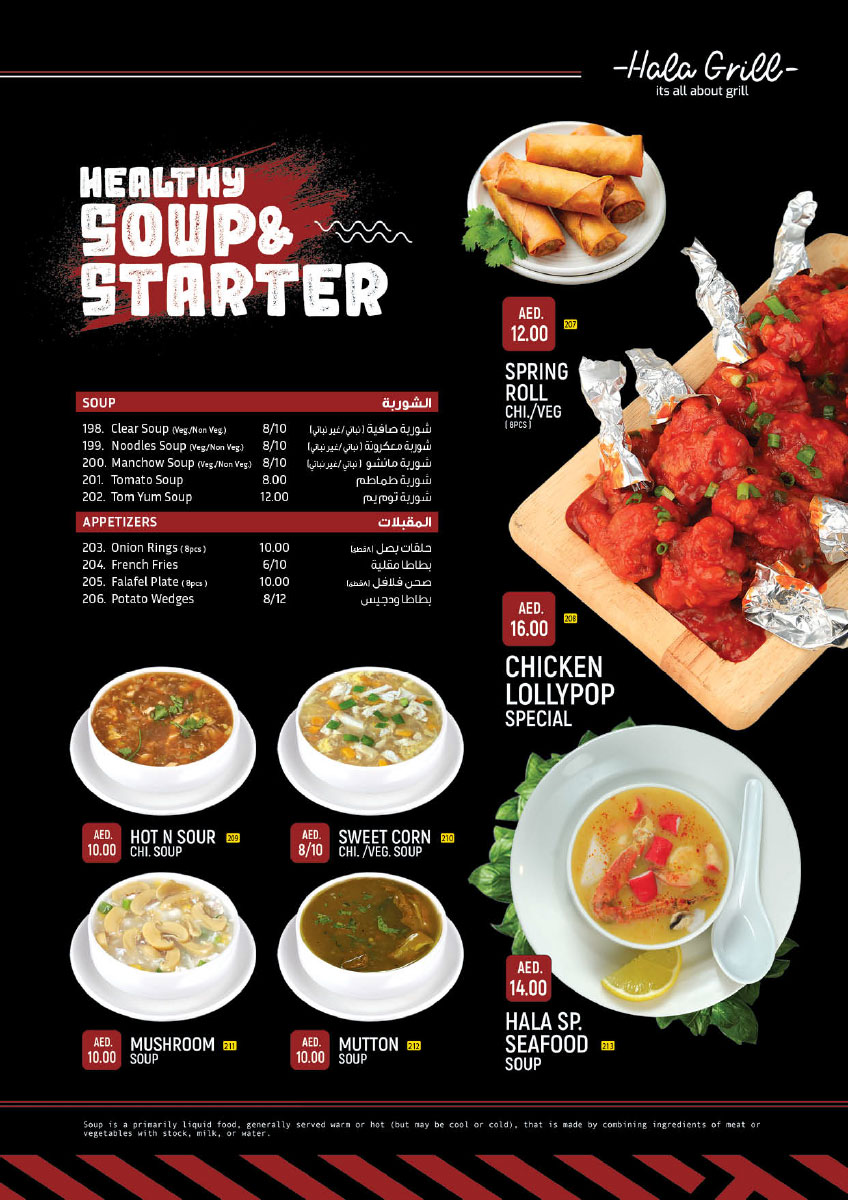 -Hala Grill-
its all about grill
HEALTHY
SOUP&
STARTER
SOUP الشوربة
198. Clear Soup (Veg./Non Veg.) 8/10 شوربة صافية (نباتي/غير نباتي)
199. Noodles Soup (Veg./Non Veg.) 8/10 شوربة معكرونة (نباتي/غير نباتي)
200. Manchow Soup (Veg./Non Veg.) 8/10 شوربة مانشو (نباتي/غير نباتي)
201. Tomato Soup 8.00 شوربة طماطم
202. Tom Yum Soup 12.00 شوربة توم يم
APPETIZERS المقبلات
203. Onion Rings (8pcs) 10.00 حلقات بصل (٨قطع)
204. French Fries 6/10 بطاطا مقلية
205. Falafel Plate (8pcs) 10.00 صحن فلافل (٨قطع)
206. Potato Wedges 8/12 بطاطا ودجيس
AED.
12.00 207
SPRING
ROLL
CHI./VEG
(8PCS)
AED.
16.00 208
CHICKEN
LOLLYPOP
SPECIAL
AED.
10.00
HOT N SOUR 209
CHI. SOUP
AED.
8/10
SWEET CORN 210
CHI./VEG. SOUP
AED.
10.00
MUSHROOM 211
SOUP
AED.
10.00
MUTTON 212
SOUP
AED.
14.00
HALA SP.
SEAFOOD 213
SOUP
Soup is a primarily liquid food, generally served warm or hot (but may be cool or cold), that is made by combining ingredients of meat or
vegetables with stock, milk, or water.